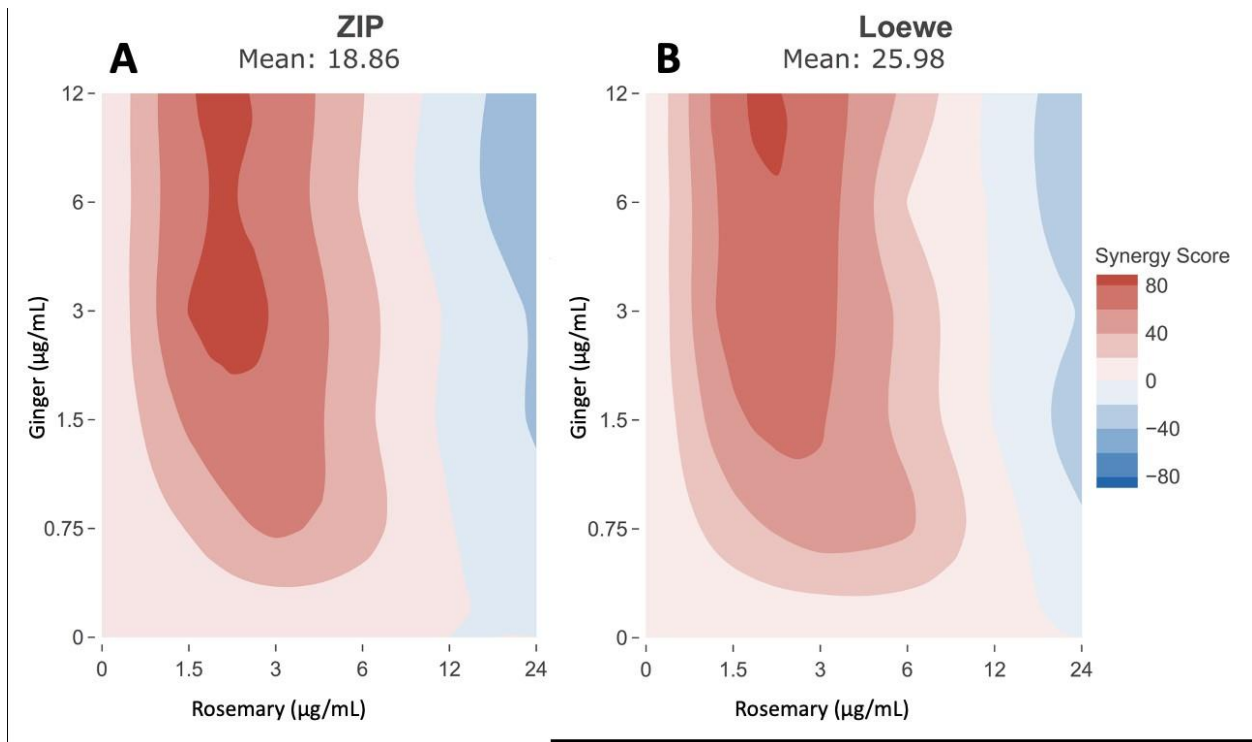 ZIP
A
Mean: 18.86
12
6
3
1.5
0.75
0
Ginger (µg/mL)
0 1.5 3 6 12 24
Rosemary (µg/mL)
Loewe
B
Mean: 25.98
12
6
3
1.5
0.75
0
Ginger (µg/mL)
0 1.5 3 6 12 24
Rosemary (µg/mL)
Synergy Score
80
40
0
−40
−80